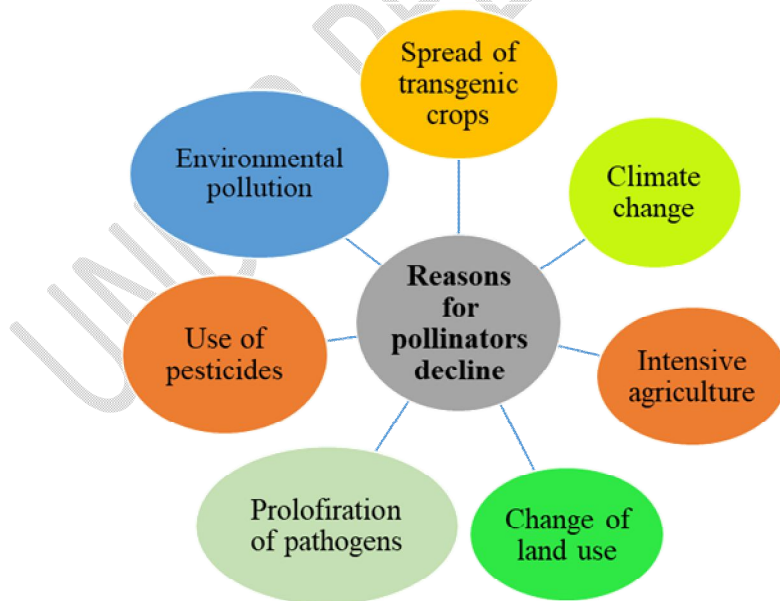 Spread of
transgenic
crops
Environmental
pollution
Climate
change
Reasons
for
pollinators
decline
Use of
pesticides
Intensive
agriculture
Prolofiration
of pathogens
Change of
land use